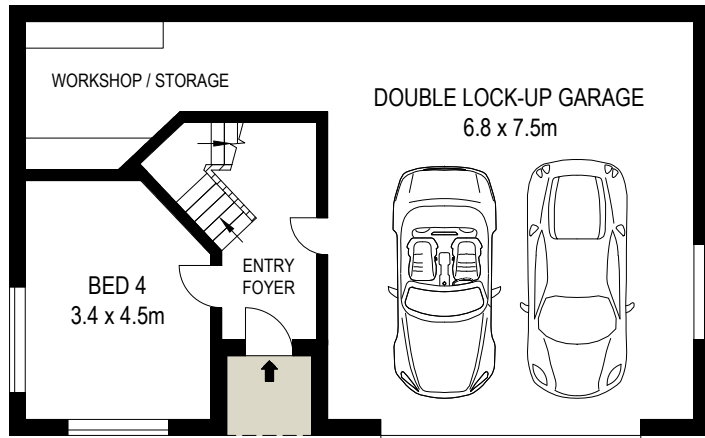 WORKSHOP / STORAGE
DOUBLE LOCK-UP GARAGE
6.8 x 7.5m
BED 4
3.4 x 4.5m
ENTRY
FOYER